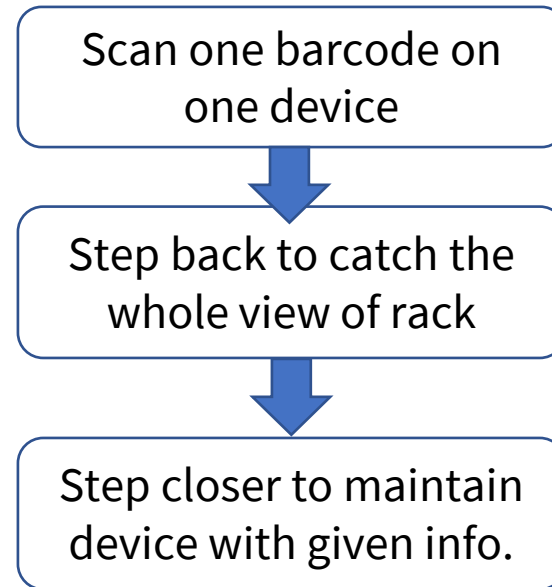 Scan one barcode on
one device
Step back to catch the
whole view of rack
Step closer to maintain
device with given info.